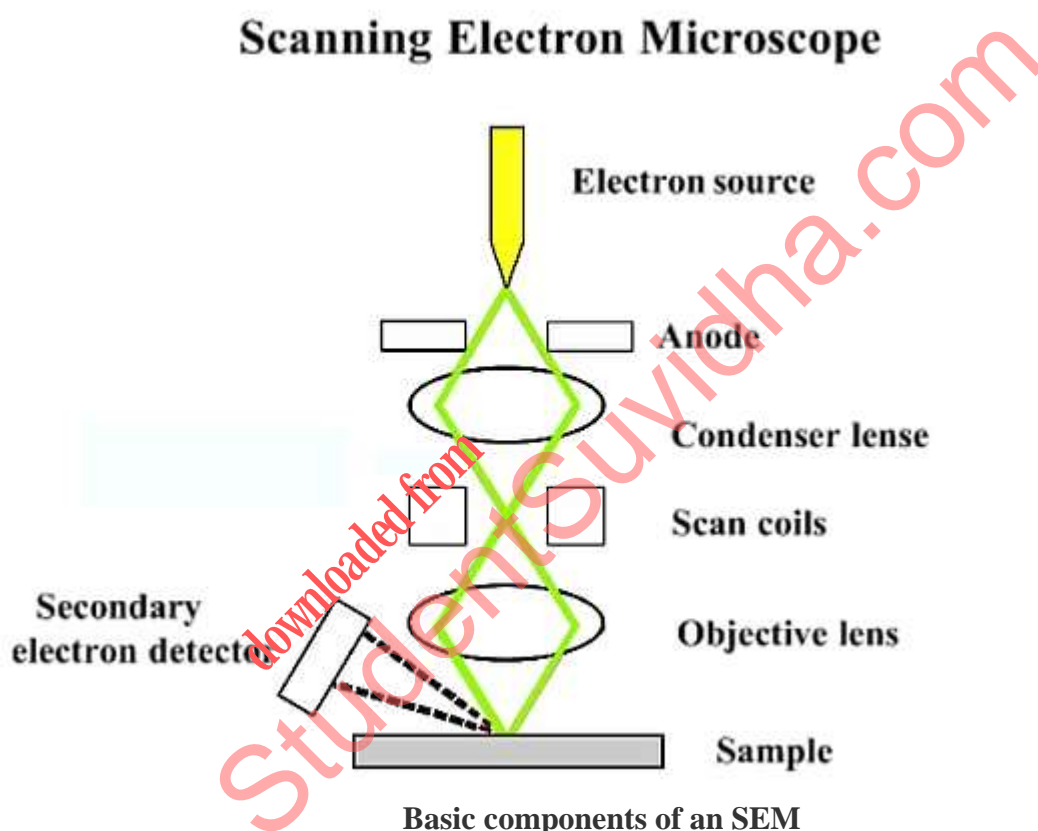 Scanning Electron Microscope
Electron source
Anode
Condenser lense
Scan coils
Secondary
electron detector
Objective lens
Sample
Basic components of an SEM
downloaded from
StudentSuvidha.com